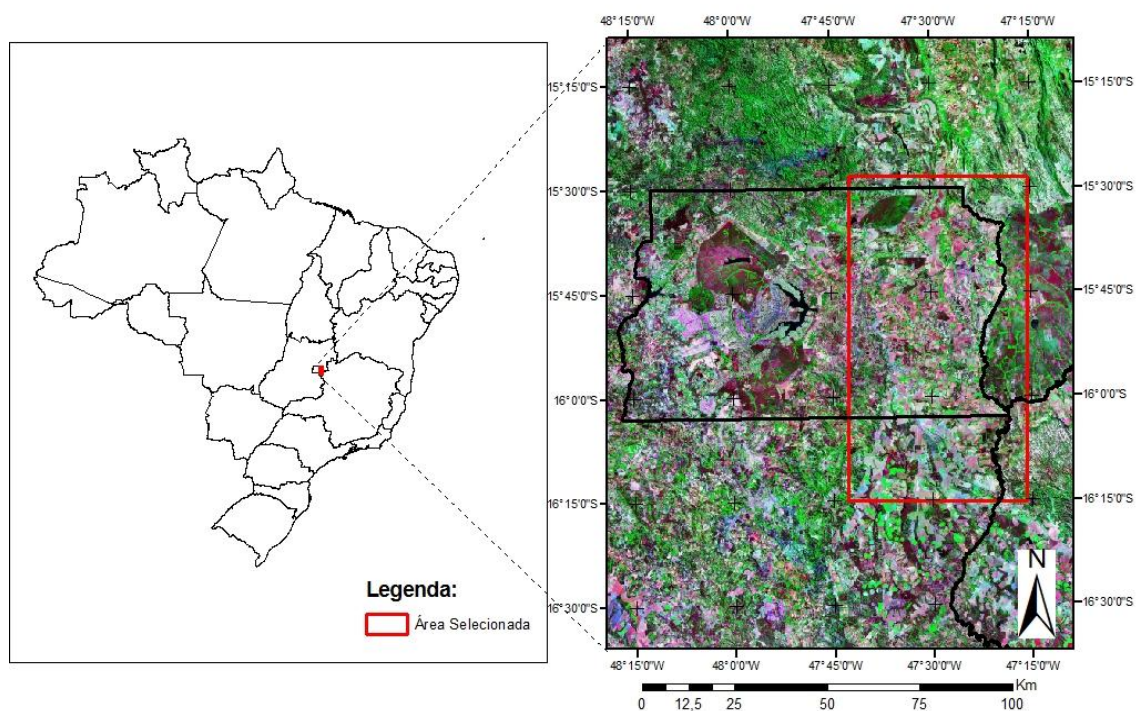 48°15'0"W 48°0'0"W 47°45'0"W 47°30'0"W 47°15'0"W
15°15'0"S 15°15'0"S
15°30'0"S 15°30'0"S
15°45'0"S 15°45'0"S
16°0'0"S 16°0'0"S
16°15'0"S 16°15'0"S
16°30'0"S 16°30'0"S
Legenda:
Área Selecionada
N
48°15'0"W 48°0'0"W 47°45'0"W 47°30'0"W 47°15'0"W
Km
0 12,5 25 50 75 100